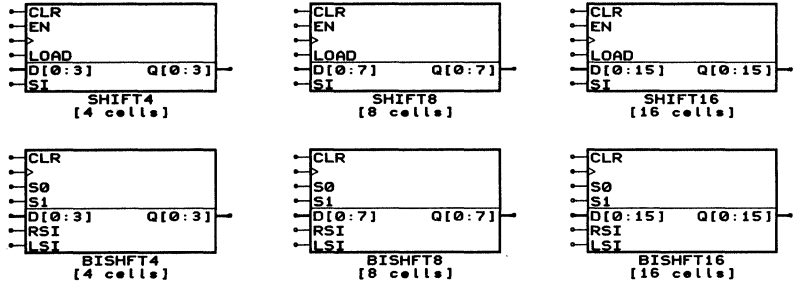 CLR
EN
LOAD
D[0:3] Q[0:3]
SI
SHIFT4
[4 cells]
CLR
EN
LOAD
D[0:7] Q[0:7]
SI
SHIFT8
[8 cells]
CLR
EN
LOAD
D[0:15] Q[0:15]
SI
SHIFT16
[16 cells]
CLR
S0
S1
D[0:3] Q[0:3]
RSI
LSI
BISHFT4
[4 cells]
CLR
S0
S1
D[0:7] Q[0:7]
RSI
LSI
BISHFT8
[8 cells]
CLR
S0
S1
D[0:15] Q[0:15]
RSI
LSI
BISHFT16
[16 cells]